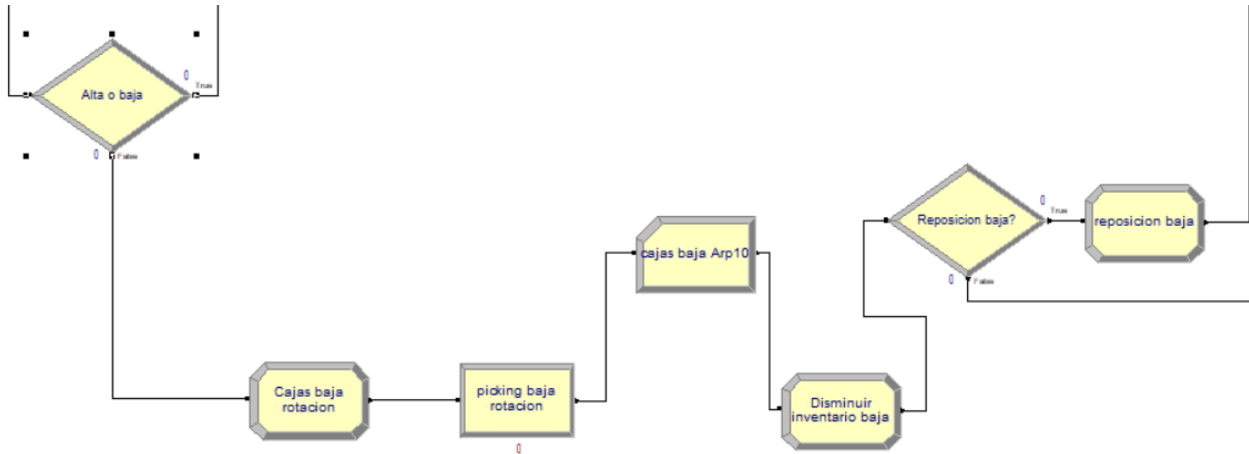 0
True
Alta o baja
0
False
0
True
Reposicion baja?
reposicion baja
0
False
cajas baja Arp10
Cajas baja
rotacion
picking baja
rotacion
0
Disminuir
inventario baja